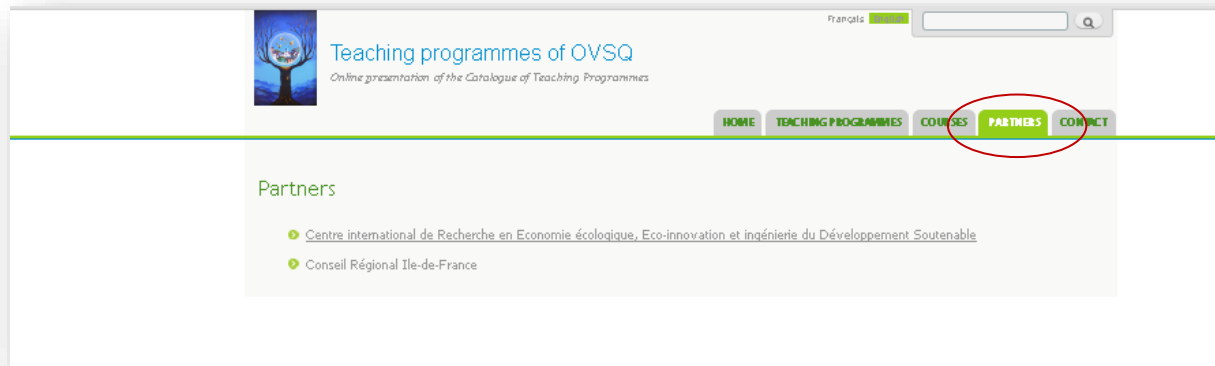 Français English
Teaching programmes of OVSQ
Online presentation of the Catalogue of Teaching Programmes
HOME TEACHING PROGRAMMES COURSES PARTNERS CONTACT
Partners
Centre international de Recherche en Economie écologique, Eco-innovation et ingénierie du Développement Soutenable
Conseil Régional Ile-de-France